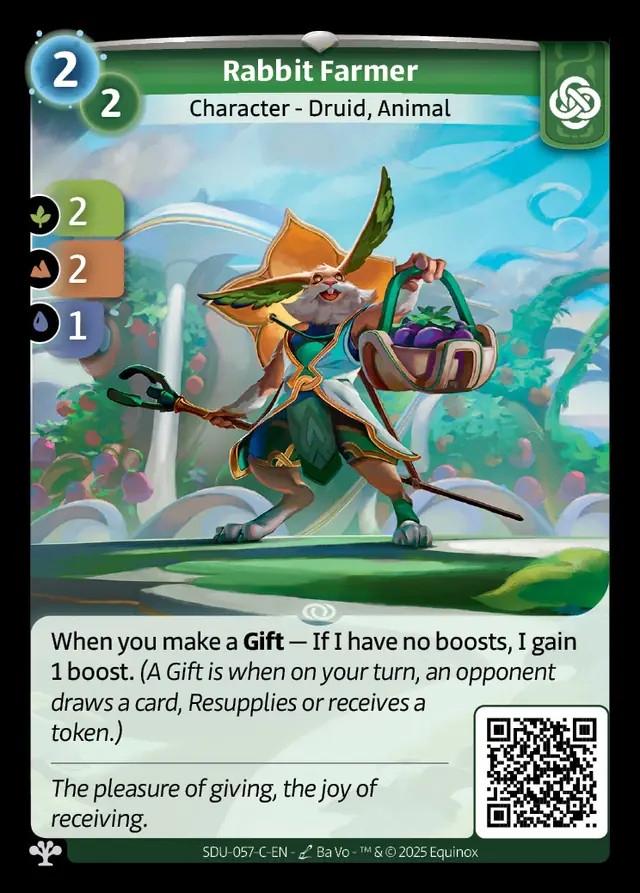 2
2
Rabbit Farmer
Character - Druid, Animal
2
2
1
When you make a Gift — If I have no boosts, I gain
1 boost. (A Gift is when on your turn, an opponent
draws a card, Resupplies or receives a
token.)
The pleasure of giving, the joy of
receiving.
SDU-057-C-EN - Ba Vo - ™ & © 2025 Equinox